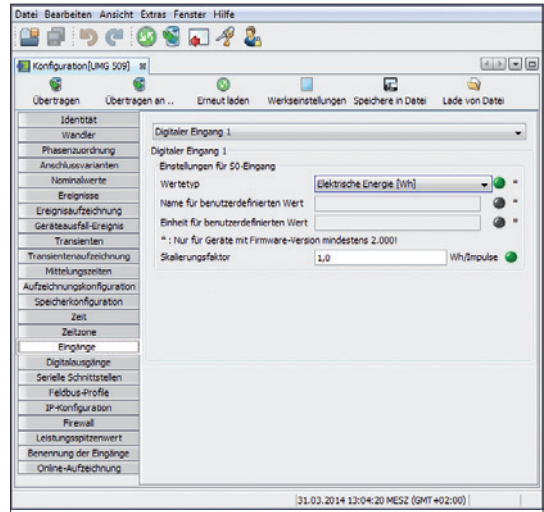 Datei Bearbeiten Ansicht Extras Fenster Hilfe
Konfiguration[UMG 509]
Übertragen Übertragen an .. Erneut laden Werkseinstellungen Speichere in Datei Lade von Datei
Identität
Wandler
Phasenzuordnung
Anschlussvarianten
Nominalwerte
Ereignisse
Ereignisaufzeichnung
Geräteausfall-Ereignis
Transienten
Transientenaufzeichnung
Mittelungszeiten
Aufzeichnungskonfiguration
Speicherkonfiguration
Zeit
Zeitzone
Eingänge
Digitalausgänge
Serielle Schnittstellen
Feldbus-Profile
IP-Konfiguration
Firewall
Leistungsspitzenwert
Benennung der Eingänge
Online-Aufzeichnung
Digitaler Eingang 1
Digitaler Eingang 1
Einstellungen für S0-Eingang
Wertetyp Elektrische Energie [Wh] *
Name für benutzerdefinierten Wert *
Einheit für benutzerdefinierten Wert *
* : Nur für Geräte mit Firmware-Version mindestens 2.000!
Skalierungsfaktor 1,0 Wh/Impulse
31.03.2014 13:04:20 MESZ (GMT+02:00)